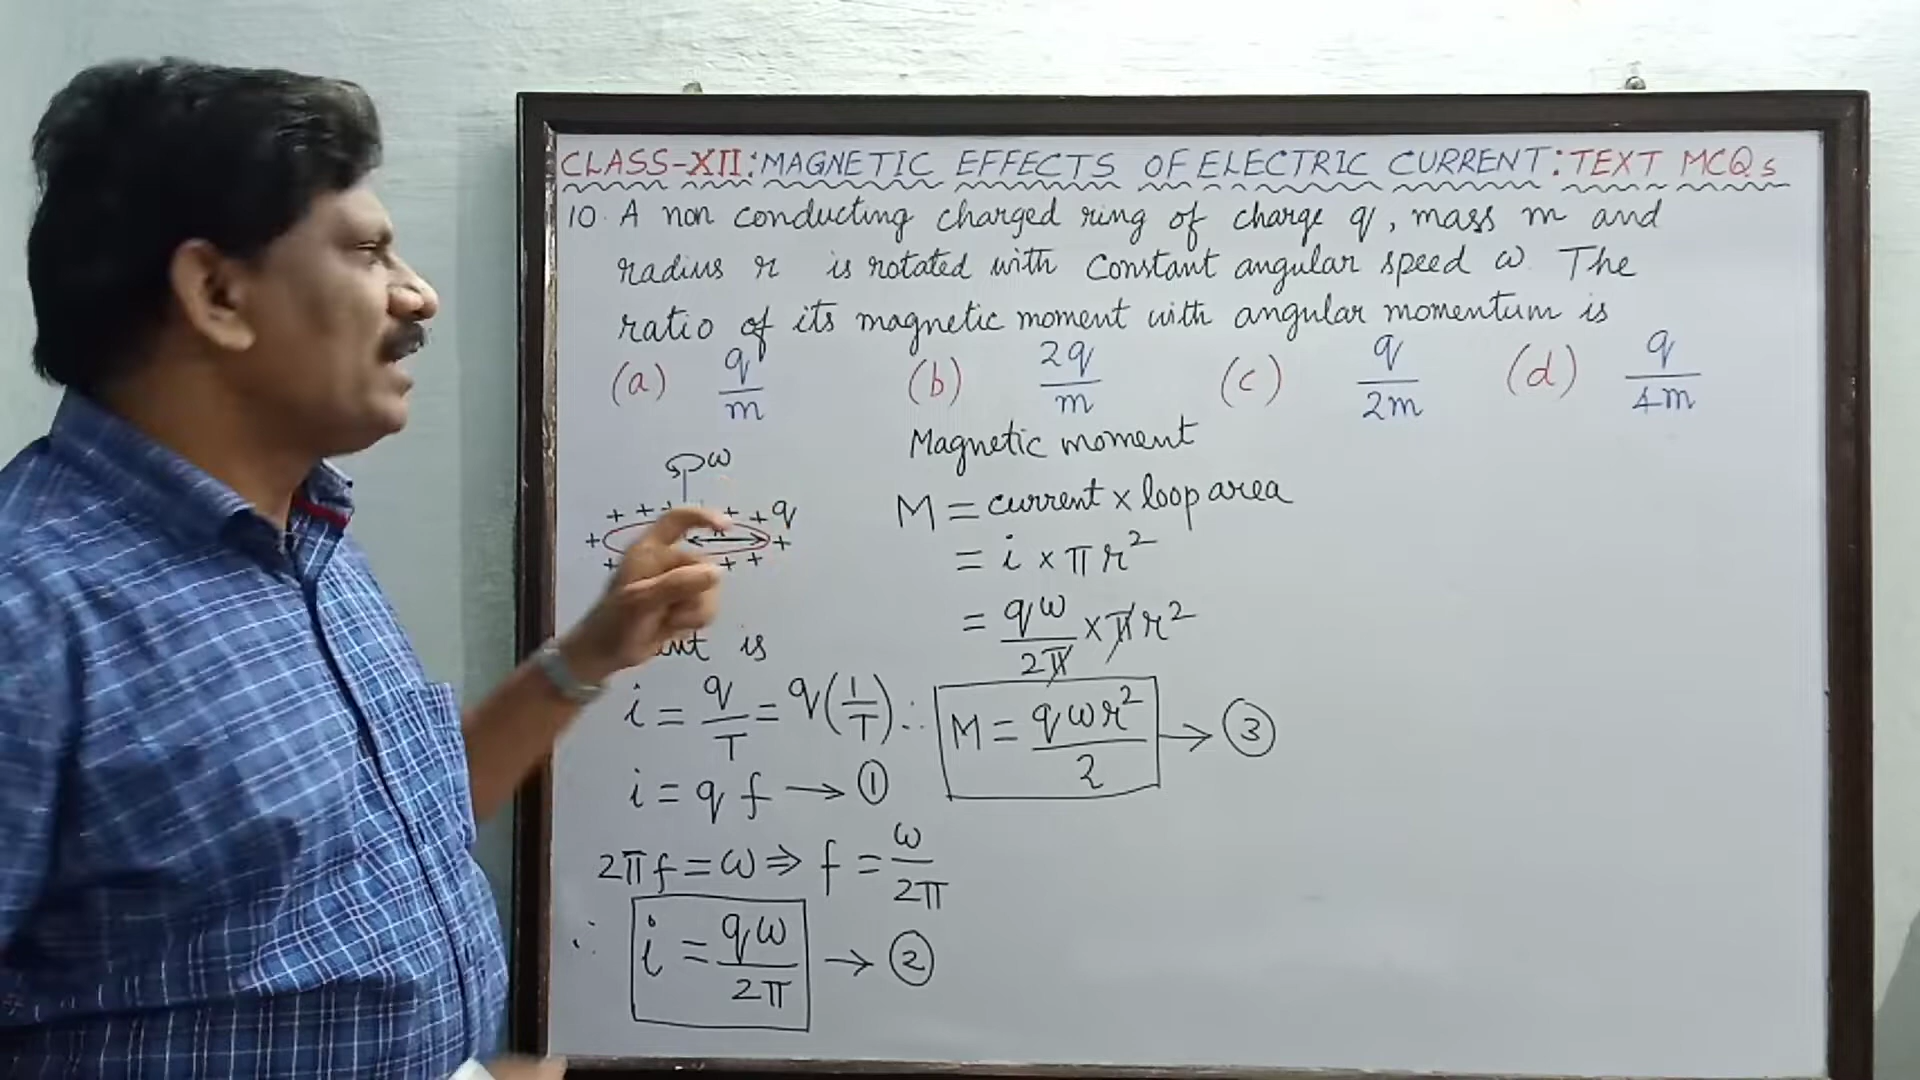 CLASS-XII: MAGNETIC EFFECTS OF ELECTRIC CURRENT: TEXT MCQs
10. A non conducting charged ring of charge q, mass m and
radius r is rotated with constant angular speed ω. The
ratio of its magnetic moment with angular momentum is
(a) q/m (b) 2q/m (c) q/2m (d) q/4m
ω
+ + + + + q
+ +
+ + +
is
i = q/T = q(1/T)
i = q f → ①
2πf = ω ⇒ f = ω/2π
∴ i = qω/2π → ②
Magnetic moment
M = current × loop area
= i × πr²
= qω/2π × πr²
∴ M = qωr²/2 → ③